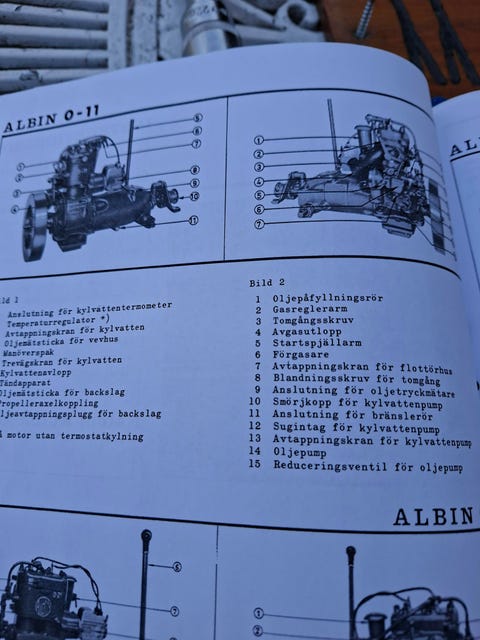 ALBIN O-11
Bild 1
Anslutning för kylvattentermometer
Temperaturregulator *)
Avtappningskran för kylvatten
Oljemätsticka för vevhus
Manöverspak
Trevägskran för kylvatten
Kylvattenavlopp
Tändapparat
Oljemätsticka för backslag
Propelleraxelkoppling
Oljeavtappningsplugg för backslag
å motor utan termostatkylning
Bild 2
1 Oljepåfyllningsrör
2 Gasreglerarm
3 Tomgångsskruv
4 Avgasutlopp
5 Startspjällarm
6 Förgasare
7 Avtappningskran för flottörhus
8 Blandningsskruv för tomgång
9 Anslutning för oljetryckmätare
10 Smörjkopp för kylvattenpump
11 Anslutning för bränslerör
12 Sugintag för kylvattenpump
13 Avtappningskran för kylvattenpump
14 Oljepump
15 Reduceringsventil för oljepump
ALBIN